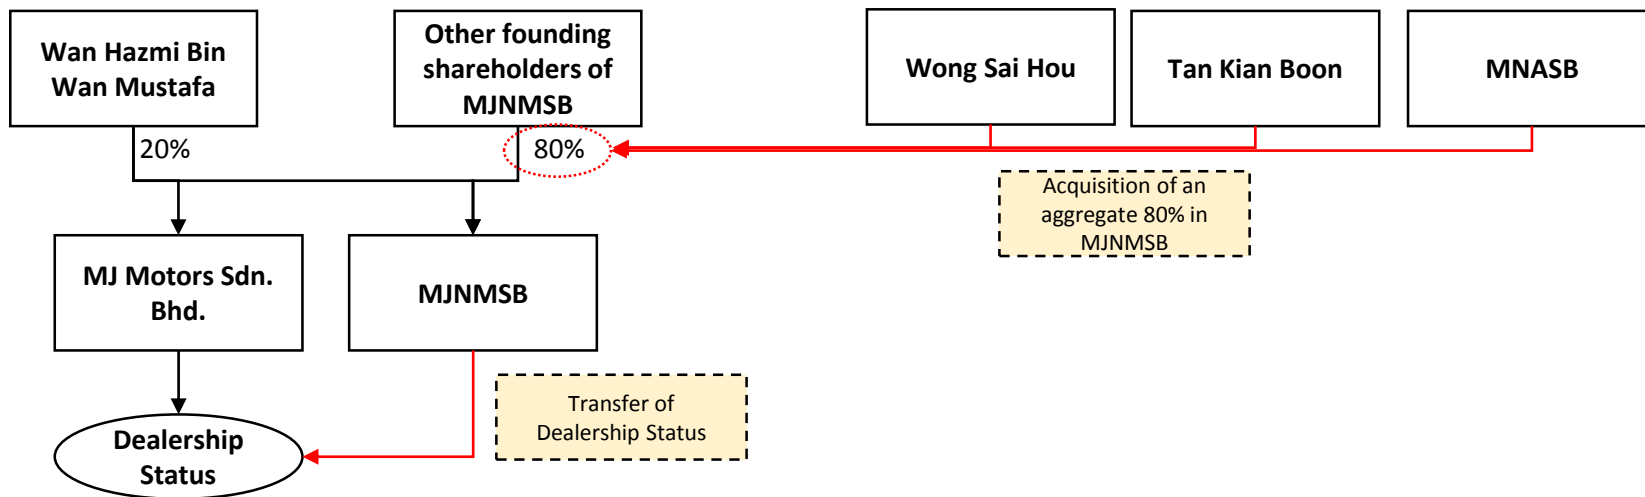 Wan Hazmi Bin
Wan Mustafa
Other founding
shareholders of
MJNMSB
Wong Sai Hou
Tan Kian Boon
MNASB
20%
80%
Acquisition of an
aggregate 80% in
MJNMSB
MJ Motors Sdn.
Bhd.
MJNMSB
Transfer of
Dealership Status
Dealership
Status